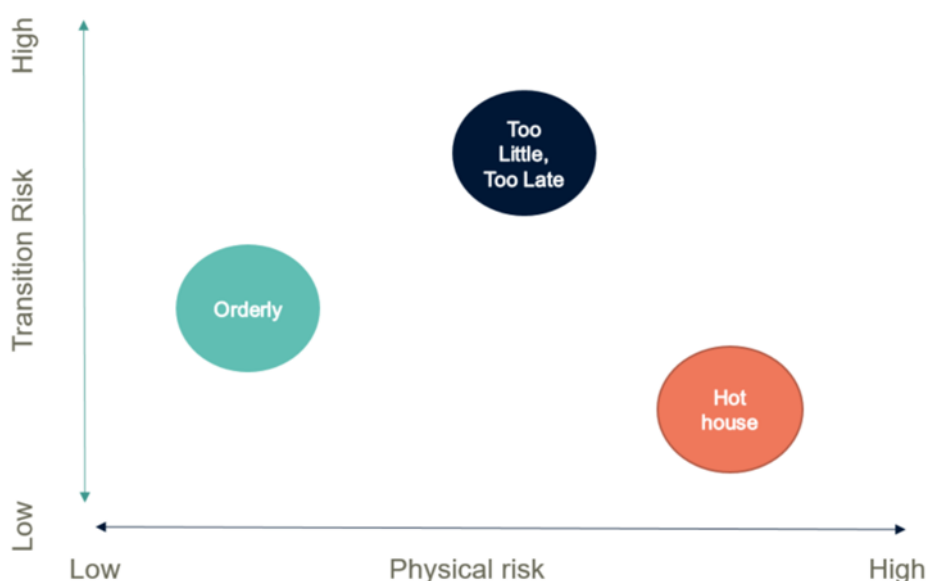 High
Transition Risk
Low
Too
Little,
Too Late
Orderly
Hot
house
Low
Physical risk
High